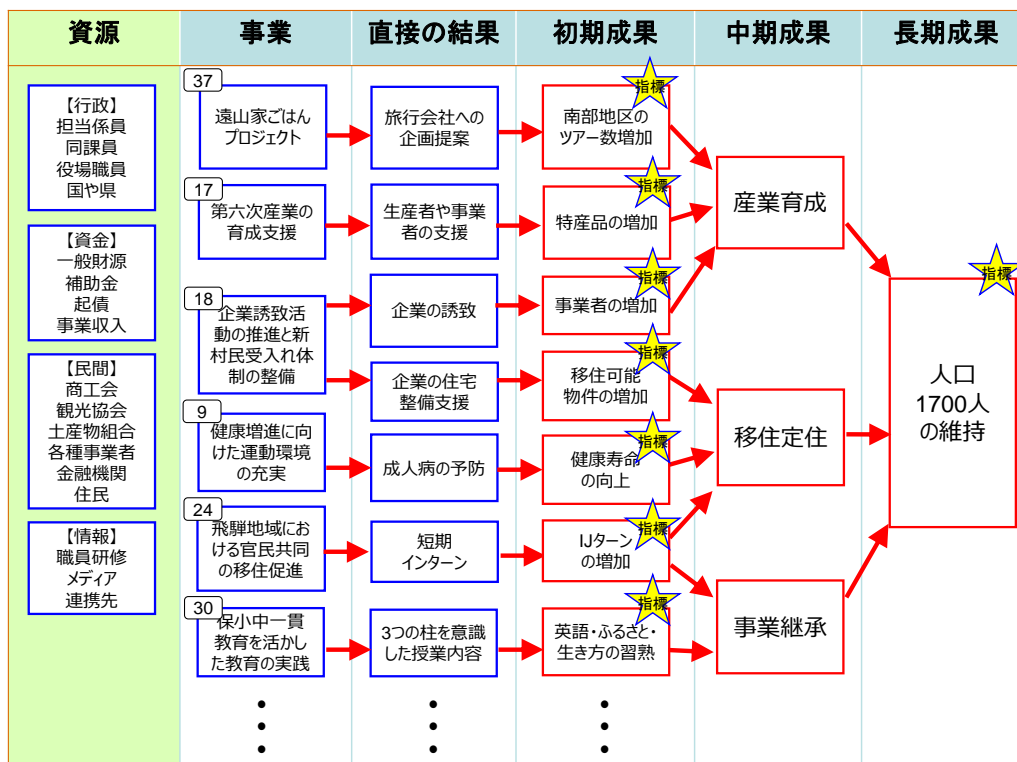 資源
事業
直接の結果
初期成果
中期成果
長期成果
【行政】
担当係員
同課員
役場職員
国や県
【資金】
一般財源
補助金
起債
事業収入
【民間】
商工会
観光協会
土産物組合
各種事業者
金融機関
住民
【情報】
職員研修
メディア
連携先
37
遠山家ごはん
プロジェクト
旅行会社への
企画提案
指標
南部地区の
ツアー数増加
17
第六次産業の
育成支援
生産者や事業
者の支援
指標
特産品の増加
18
企業誘致活
動の推進と新
村民受入れ体
制の整備
企業の誘致
指標
事業者の増加
企業の住宅
整備支援
指標
移住可能
物件の増加
9
健康増進に向
けた運動環境
の充実
成人病の予防
指標
健康寿命
の向上
24
飛騨地域にお
ける官民共同
の移住促進
短期
インターン
指標
IJターン
の増加
30
保小中一貫
教育を活かし
た教育の実践
3つの柱を意識
した授業内容
指標
英語・ふるさと・
生き方の習熟
産業育成
移住定住
事業継承
指標
人口
1700人
の維持